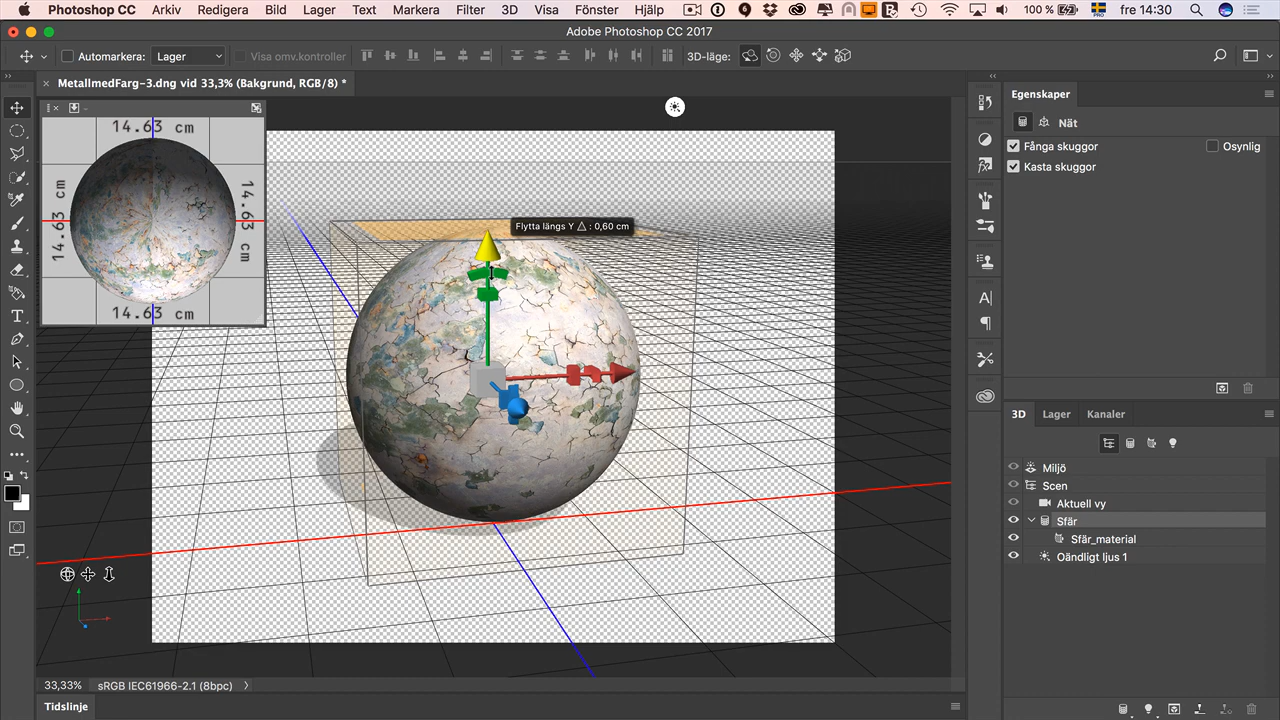 Photoshop CC Arkiv Redigera Bild Lager Text Markera Filter 3D Visa Fönster Hjälp 100 % fre 14:30
Adobe Photoshop CC 2017
Automarkera: Lager Visa omv.kontroller 3D-läge:
MetallmedFarg-3.dng vid 33,3% (Bakgrund, RGB/8) *
14.63 cm
14.63 cm
14.63 cm
14.63 cm
Flytta längs Y △ : 0,60 cm
Egenskaper
Nät
Fånga skuggor Osynlig
Kasta skuggor
3D Lager Kanaler
Miljö
Scen
Aktuell vy
Sfär
Sfär_material
Oändligt ljus 1
33,33% sRGB IEC61966-2.1 (8bpc)
Tidslinje